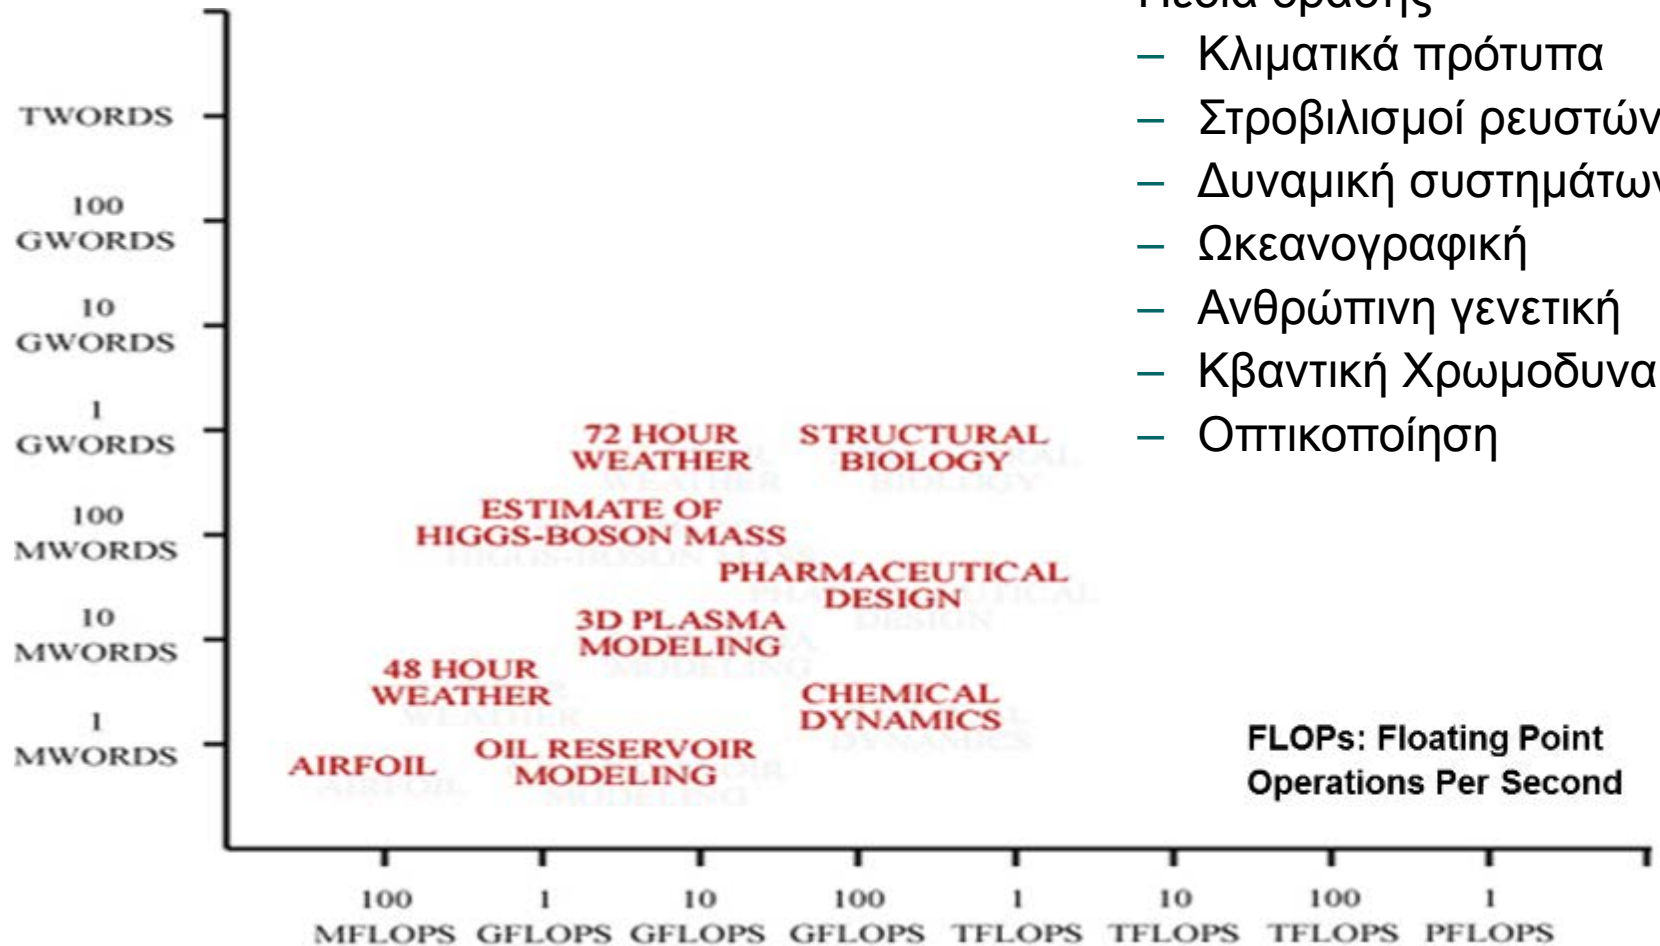 – Κλιματικά πρότυπα
– Στροβιλισμοί ρευστών
– Δυναμική συστημάτων
– Ωκεανογραφική
– Ανθρώπινη γενετική
– Κβαντική
– Οπτικοποίηση
TWORDS
100
GWORDS
10
GWORDS
1
GWORDS
100
MWORDS
10
MWORDS
1
MWORDS
72 HOUR
WEATHER
STRUCTURAL
BIOLOGY
ESTIMATE OF
HIGGS-BOSON MASS
PHARMACEUTICAL
DESIGN
3D PLASMA
MODELING
48 HOUR
WEATHER
CHEMICAL
DYNAMICS
AIRFOIL
OIL RESERVOIR
MODELING
FLOPs: Floating Point
Operations Per Second
100 1 10 100 1 10 100 1
MFLOPS GFLOPS GFLOPS GFLOPS TFLOPS TFLOPS TFLOPS PFLOPS